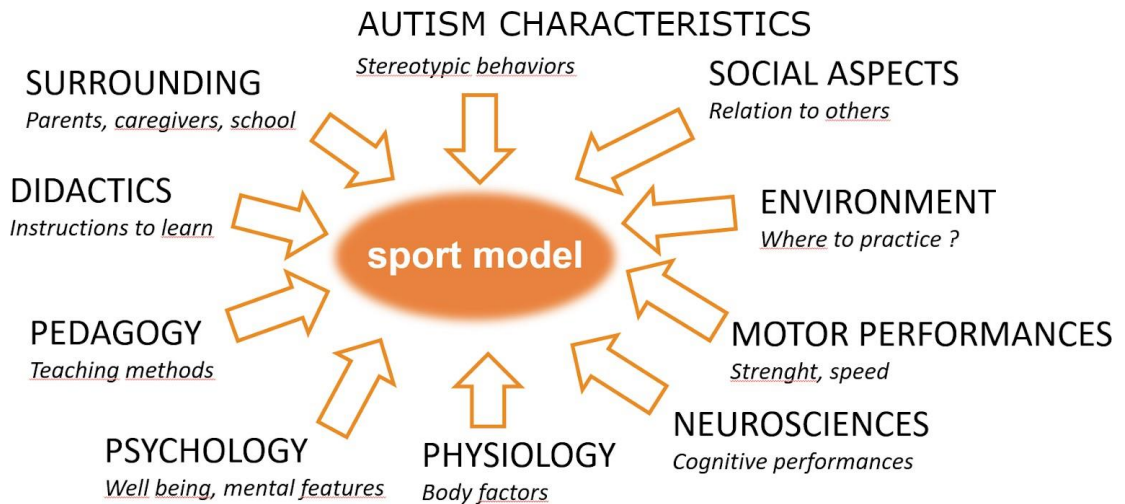 AUTISM CHARACTERISTICS
Stereotypic behaviors
SURROUNDING
Parents, caregivers, school
SOCIAL ASPECTS
Relation to others
DIDACTICS
Instructions to learn
ENVIRONMENT
Where to practice ?
sport model
PEDAGOGY
Teaching methods
MOTOR PERFORMANCES
Strenght, speed
PSYCHOLOGY
Well being, mental features
PHYSIOLOGY
Body factors
NEUROSCIENCES
Cognitive performances